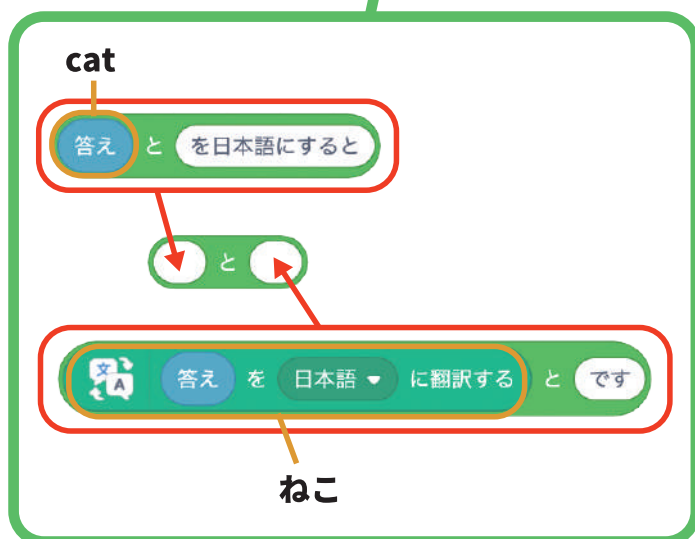 cat
答え と を日本語にすると
と
文 A 答え を 日本語 に翻訳する と です
ねこ